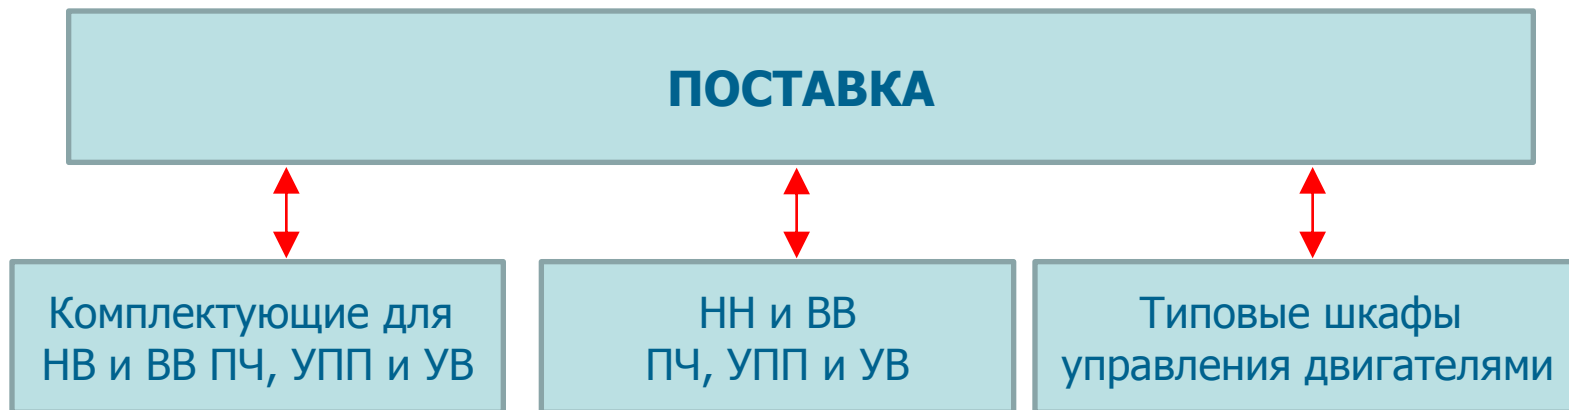 ПОСТАВКА
Комплектующие для
НВ и ВВ ПЧ, УПП и УВ
НН и ВВ
ПЧ, УПП и УВ
Типовые шкафы
управления двигателями